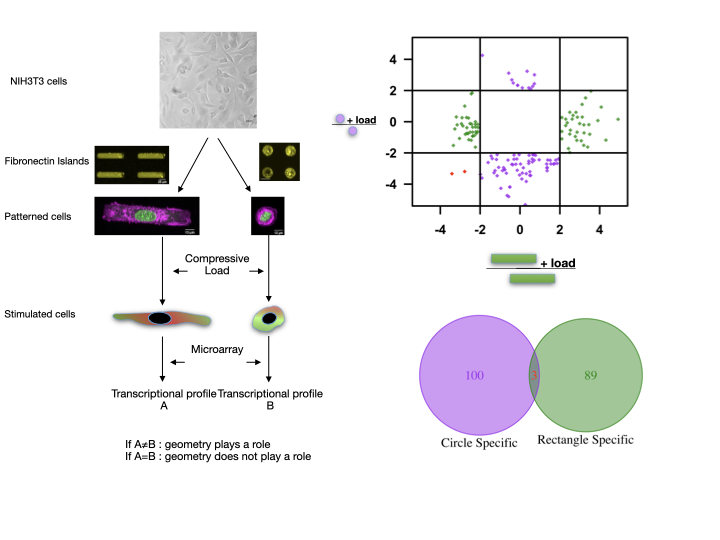 NIH3T3 cells
Fibronectin Islands
Patterned cells
Compressive
Load
Stimulated cells
Microarray
Transcriptional profile
A
Transcriptional profile
B
If A≠B : geometry plays a role
If A=B : geometry does not play a role
+ load
4
2
0
-2
-4
-4
-2
0
2
4
+ load
100
3
89
Circle Specific
Rectangle Specific